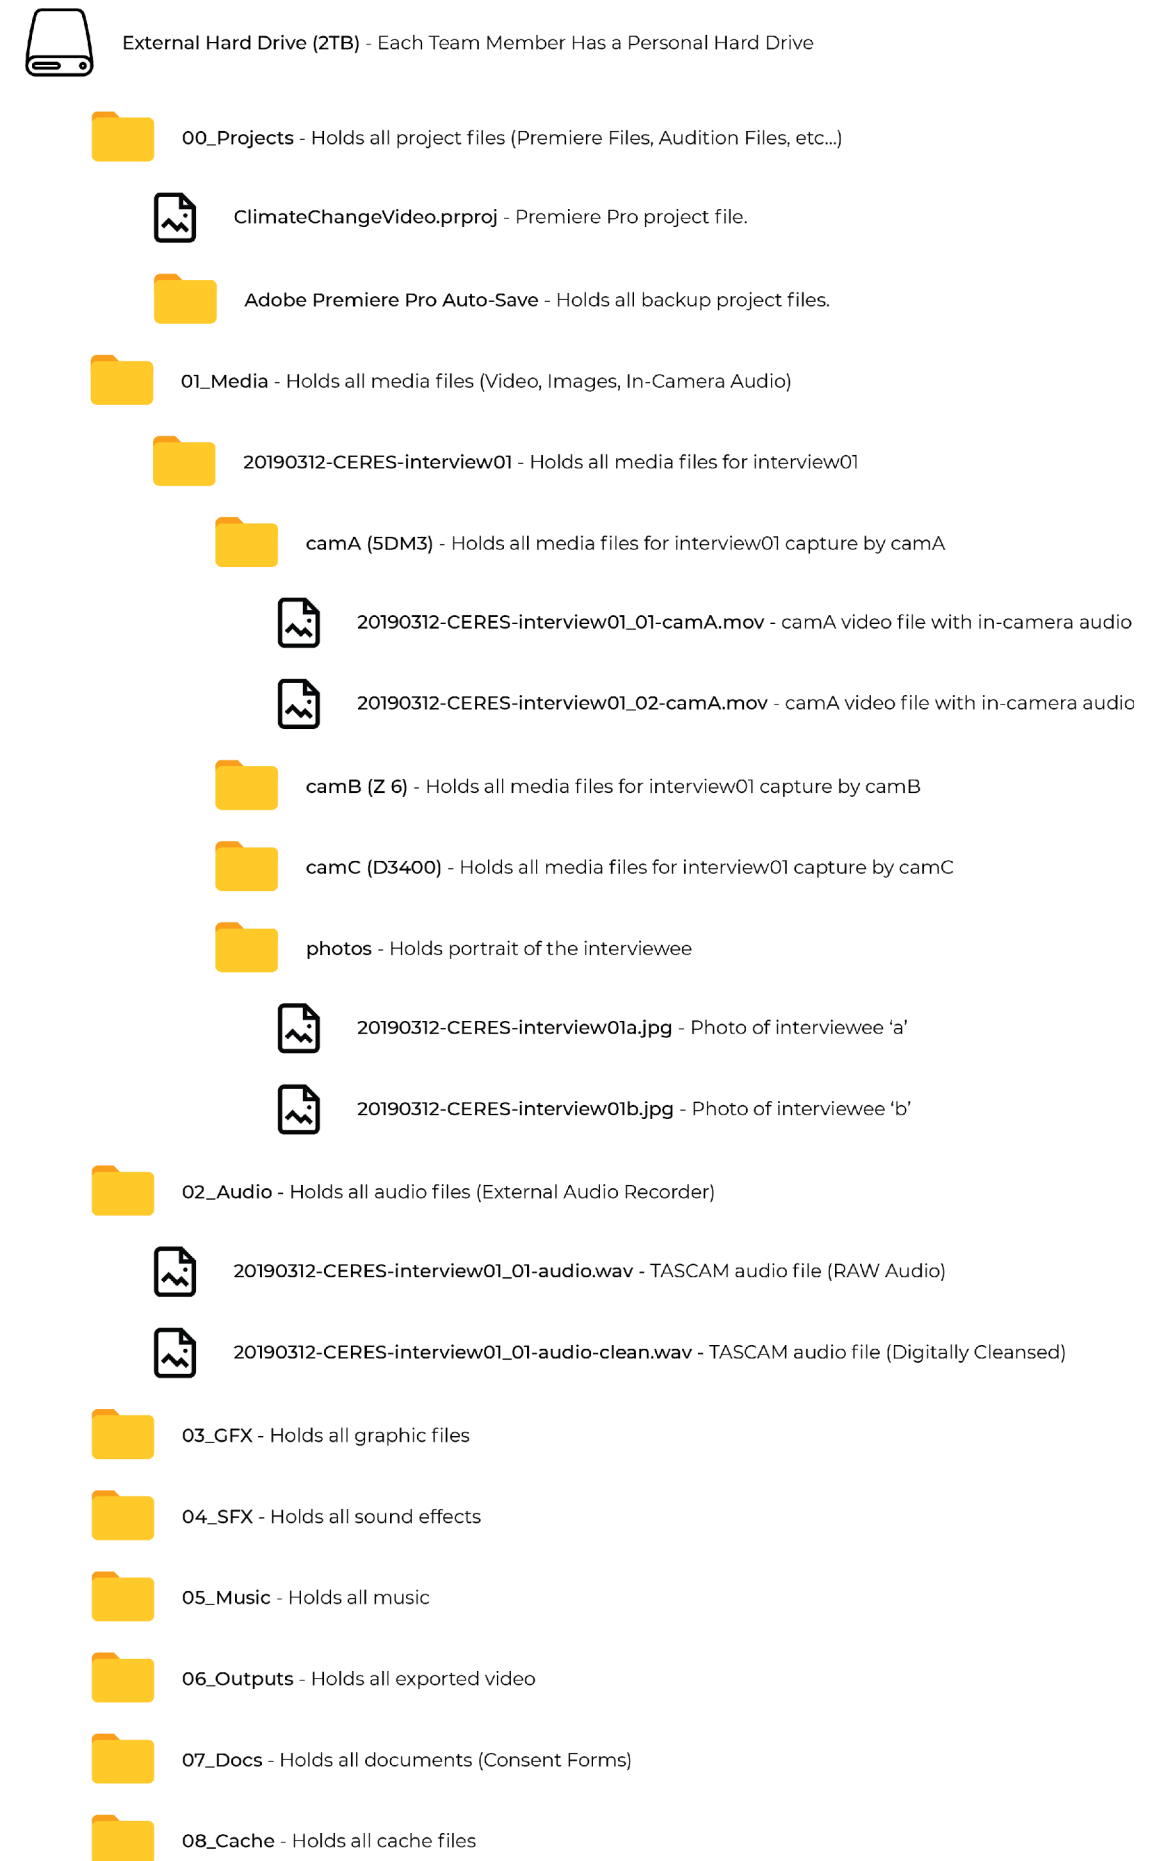 External Hard Drive (2TB) - Each Team Member Has a Personal Hard Drive
00_Projects - Holds all project files (Premiere Files, Audition Files, etc...)
ClimateChangeVideo.prproj - Premiere Pro project file.
Adobe Premiere Pro Auto-Save - Holds all backup project files.
01_Media - Holds all media files (Video, Images, In-Camera Audio)
20190312-CERES-interview01 - Holds all media files for interview01
camA (5DM3) - Holds all media files for interview01 capture by camA
20190312-CERES-interview01_01-camA.mov - camA video file with in-camera audio
20190312-CERES-interview01_02-camA.mov - camA video file with in-camera audio
camB (Z 6) - Holds all media files for interview01 capture by camB
camC (D3400) - Holds all media files for interview01 capture by camC
photos - Holds portrait of the interviewee
20190312-CERES-interview01a.jpg - Photo of interviewee ‘a’
20190312-CERES-interview01b.jpg - Photo of interviewee ‘b’
02_Audio - Holds all audio files (External Audio Recorder)
20190312-CERES-interview01_01-audio.wav - TASCAM audio file (RAW Audio)
20190312-CERES-interview01_01-audio-clean.wav - TASCAM audio file (Digitally Cleansed)
03_GFX - Holds all graphic files
04_SFX - Holds all sound effects
05_Music - Holds all music
06_Outputs - Holds all exported video
07_Docs - Holds all documents (Consent Forms)
08_Cache - Holds all cache files